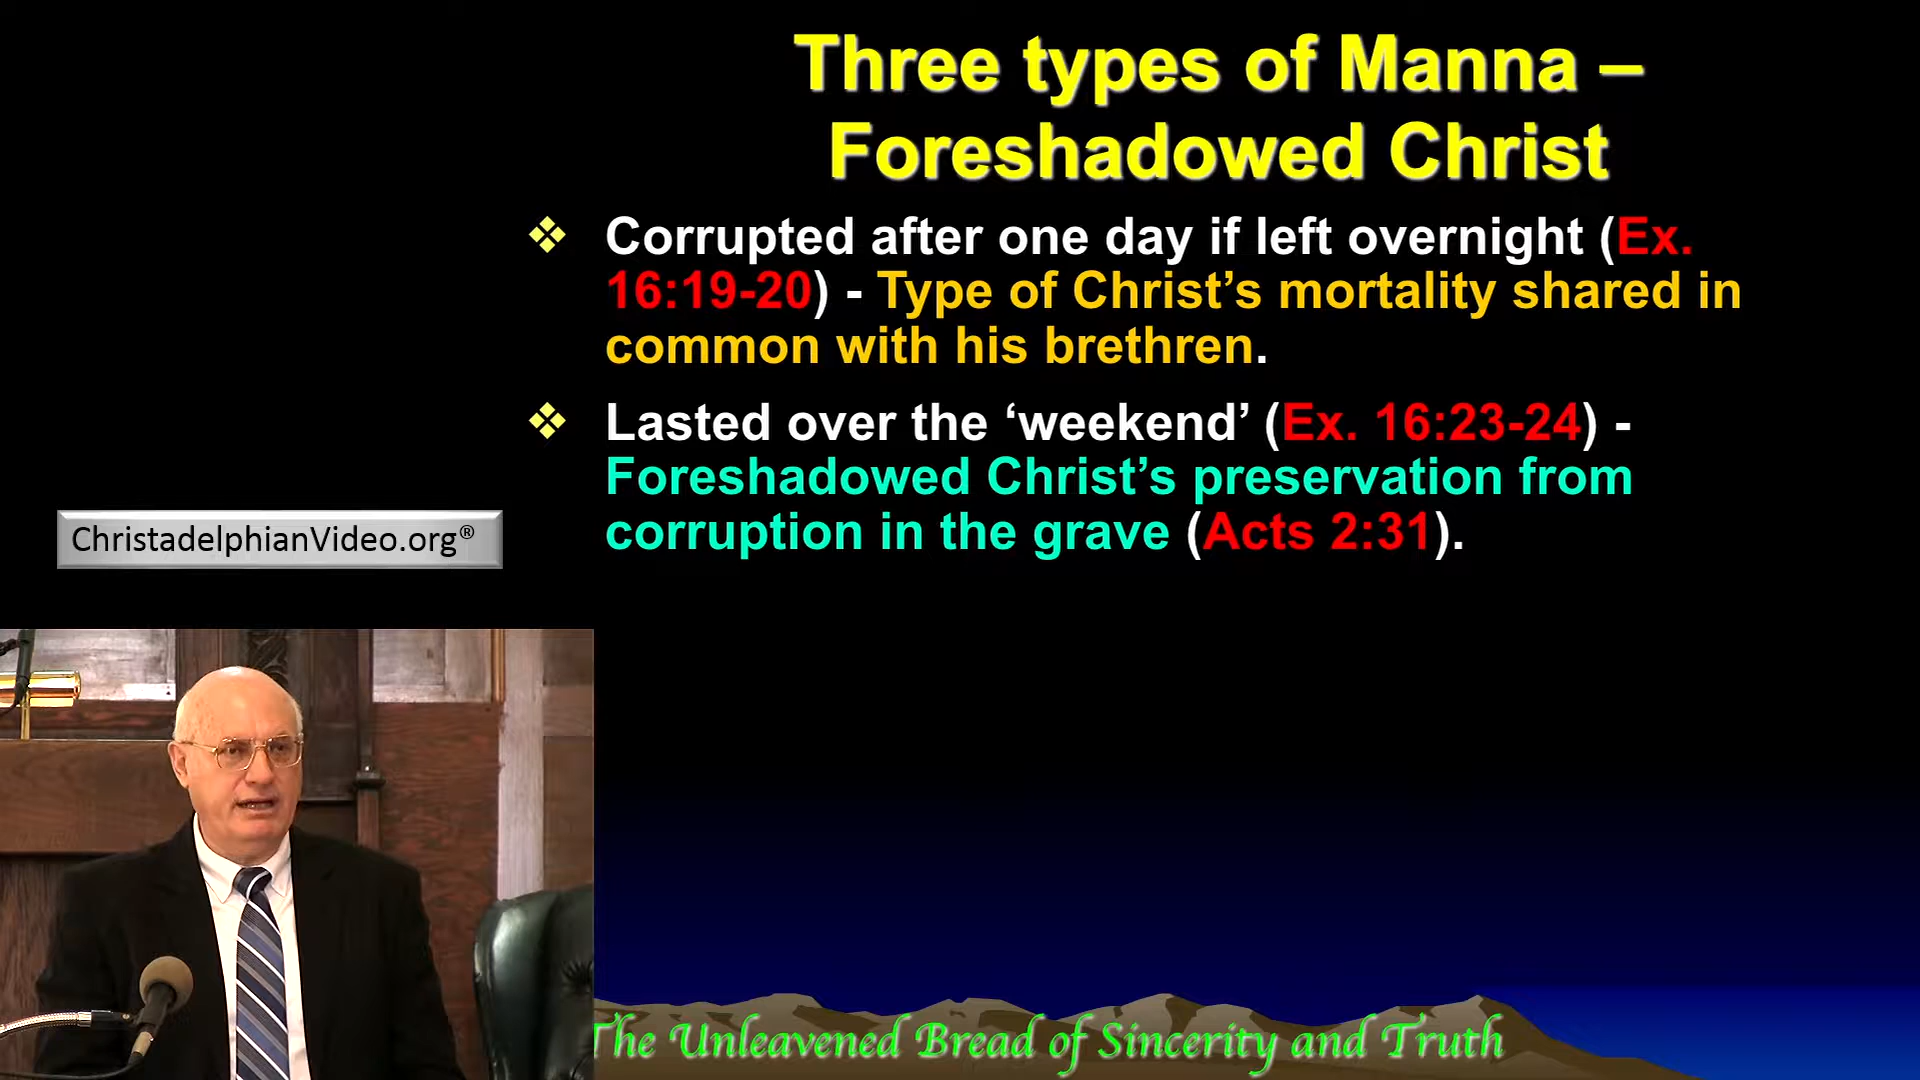 Three types of Manna –
Foreshadowed Christ
❖ Corrupted after one day if left overnight (Ex.
16:19-20) - Type of Christ’s mortality shared in
common with his brethren.
❖ Lasted over the ‘weekend’ (Ex. 16:23-24) -
Foreshadowed Christ’s preservation from
corruption in the grave (Acts 2:31).
ChristadelphianVideo.org®
The Unleavened Bread of Sincerity and Truth